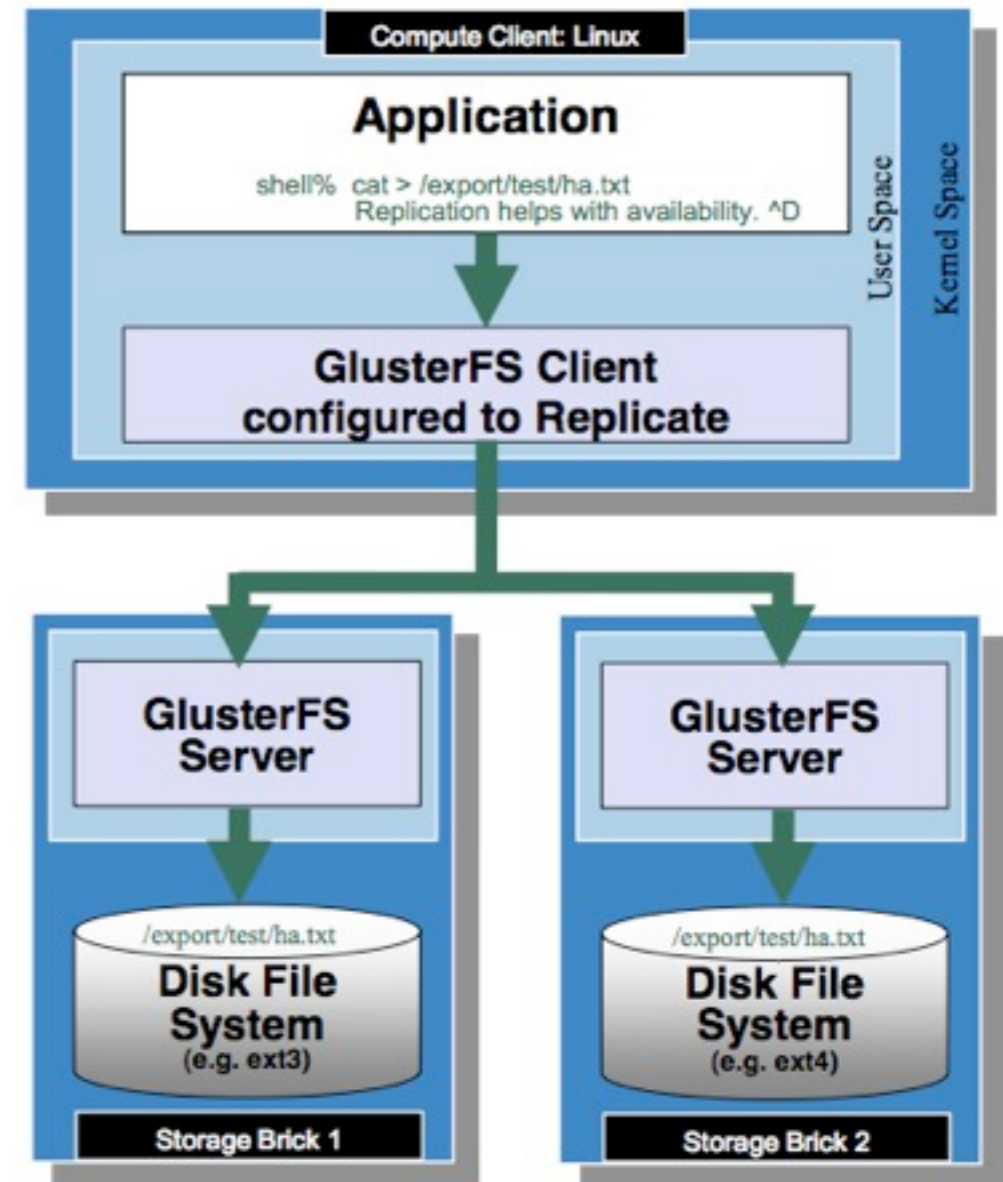 Compute Client: Linux
Application
shell% cat > /export/test/ha.txt
Replication helps with availability. ^D
User Space
Kernel Space
GlusterFS Client
configured to Replicate
GlusterFS
Server
/export/test/ha.txt
Disk File
System
(e.g. ext3)
Storage Brick 1
GlusterFS
Server
/export/test/ha.txt
Disk File
System
(e.g. ext4)
Storage Brick 2